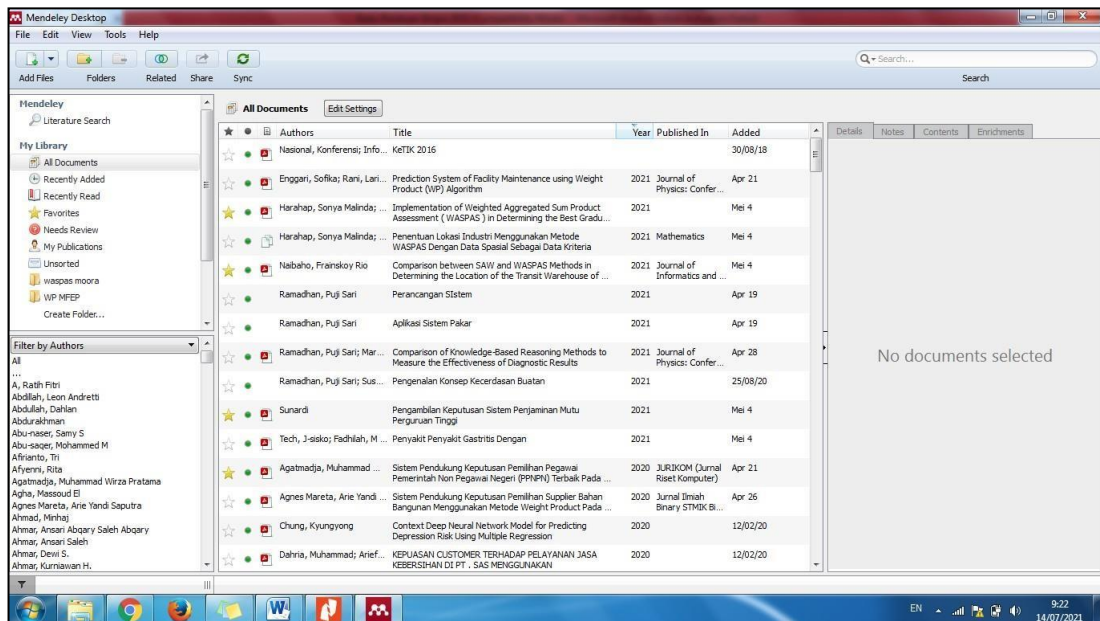 Mendeley Desktop
File Edit View Tools Help
Add Files Folders Related Share Sync
Search...
Search
Mendeley
Literature Search
My Library
All Documents
Recently Added
Recently Read
Favorites
Needs Review
My Publications
Unsorted
waspas moora
WP MFEP
Create Folder...
Filter by Authors
All
...
A, Ratih Fitri
Abdillah, Leon Andretti
Abdullah, Dahlan
Abdurakhman
Abu-naser, Samy S
Abu-saqer, Mohammed M
Afrianto, Tri
Afyenni, Rita
Agatmadja, Muhammad Wirza Pratama
Agha, Massoud El
Agnes Mareta, Arie Yandi Saputra
Ahmad, Minhaj
Ahmar, Ansari Abqary Saleh Abqary
Ahmar, Ansari Saleh
Ahmar, Dewi S.
Ahmar, Kurniawan H.
All Documents Edit Settings
Authors Title Year Published In Added
Nasional, Konferensi; Info... KeTIK 2016 30/08/18
Enggari, Sofika; Rani, Lari... Prediction System of Facility Maintenance using Weight 2021 Journal of Apr 21
Product (WP) Algorithm Physics: Confer...
Harahap, Sonya Malinda; ... Implementation of Weighted Aggregated Sum Product 2021 Mei 4
Assessment ( WASPAS ) in Determining the Best Gradu...
Harahap, Sonya Malinda; ... Penentuan Lokasi Industri Menggunakan Metode 2021 Mathematics Mei 4
WASPAS Dengan Data Spasial Sebagai Data Kriteria
Naibaho, Frainskoy Rio Comparison between SAW and WASPAS Methods in 2021 Journal of Mei 4
Determining the Location of the Transit Warehouse of ... Informatics and ...
Ramadhan, Puji Sari Perancangan SIstem 2021 Apr 19
Ramadhan, Puji Sari Aplikasi Sistem Pakar 2021 Apr 19
Ramadhan, Puji Sari; Mar... Comparison of Knowledge-Based Reasoning Methods to 2021 Journal of Apr 28
Measure the Effectiveness of Diagnostic Results Physics: Confer...
Ramadhan, Puji Sari; Sus... Pengenalan Konsep Kecerdasan Buatan 2021 25/08/20
Sunardi Pengambilan Keputusan Sistem Penjaminan Mutu 2021 Mei 4
Perguruan Tinggi
Tech, J-sisko; Fadhilah, M ... Penyakit Penyakit Gastritis Dengan 2021 Mei 4
Agatmadja, Muhammad ... Sistem Pendukung Keputusan Pemilihan Pegawai 2020 JURIKOM (Jurnal Apr 21
Pemerintah Non Pegawai Negeri (PPNPN) Terbaik Pada ... Riset Komputer)
Agnes Mareta, Arie Yandi ... Sistem Pendukung Keputusan Pemilihan Supplier Bahan 2020 Jurnal Ilmiah Apr 26
Bangunan Menggunakan Metode Weight Product Pada ... Binary STMIK Bi...
Chung, Kyungyong Context Deep Neural Network Model for Predicting 2020 12/02/20
Depression Risk Using Multiple Regression
Dahria, Muhammad; Arief... KEPUASAN CUSTOMER TERHADAP PELAYANAN JASA 2020 12/02/20
KEBERSIHAN DI PT . SAS MENGGUNAKAN
Details Notes Contents Enrichments
No documents selected
EN 9:22
14/07/2021